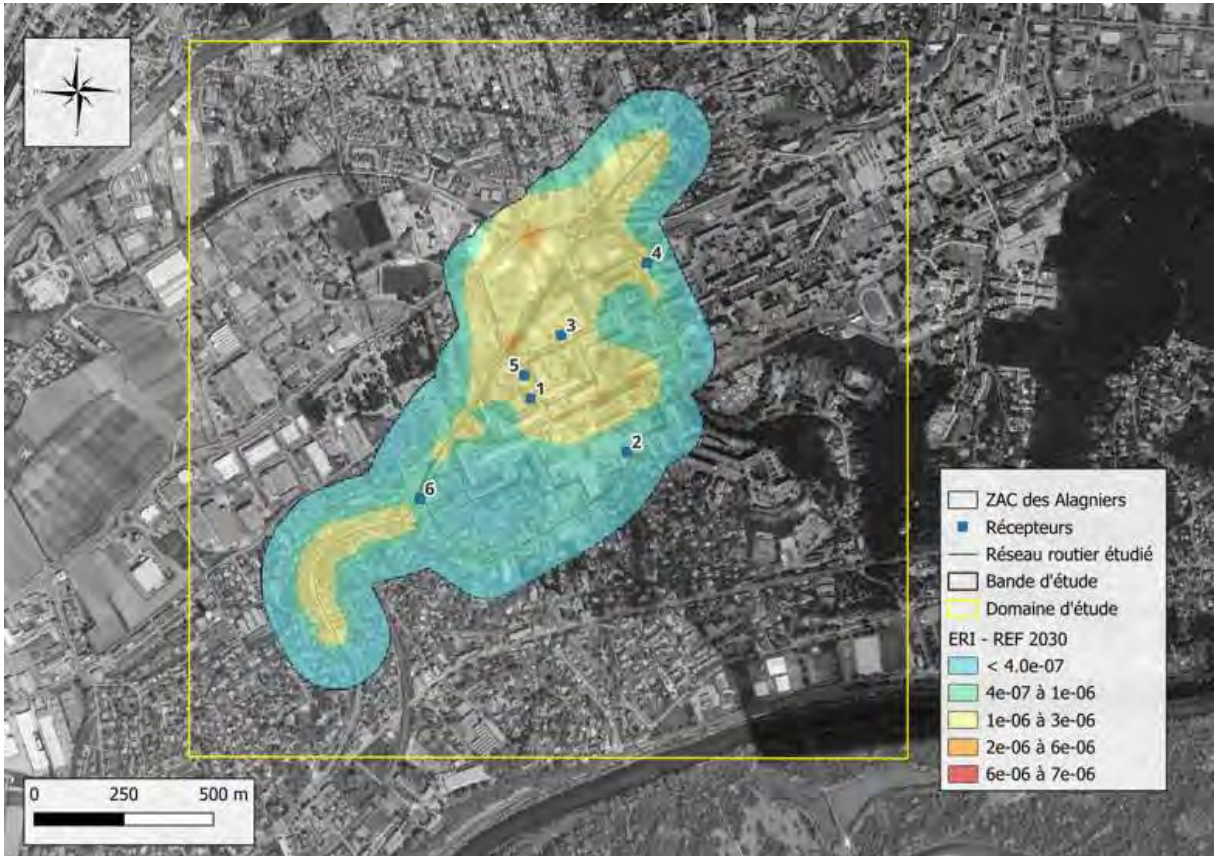 N
S
4
3
5
1
2
6
ZAC des Alagniers
Récepteurs
Réseau routier étudié
Bande d'étude
Domaine d'étude
ERI - REF 2030
< 4.0e-07
4e-07 à 1e-06
1e-06 à 3e-06
2e-06 à 6e-06
6e-06 à 7e-06
0 250 500 m